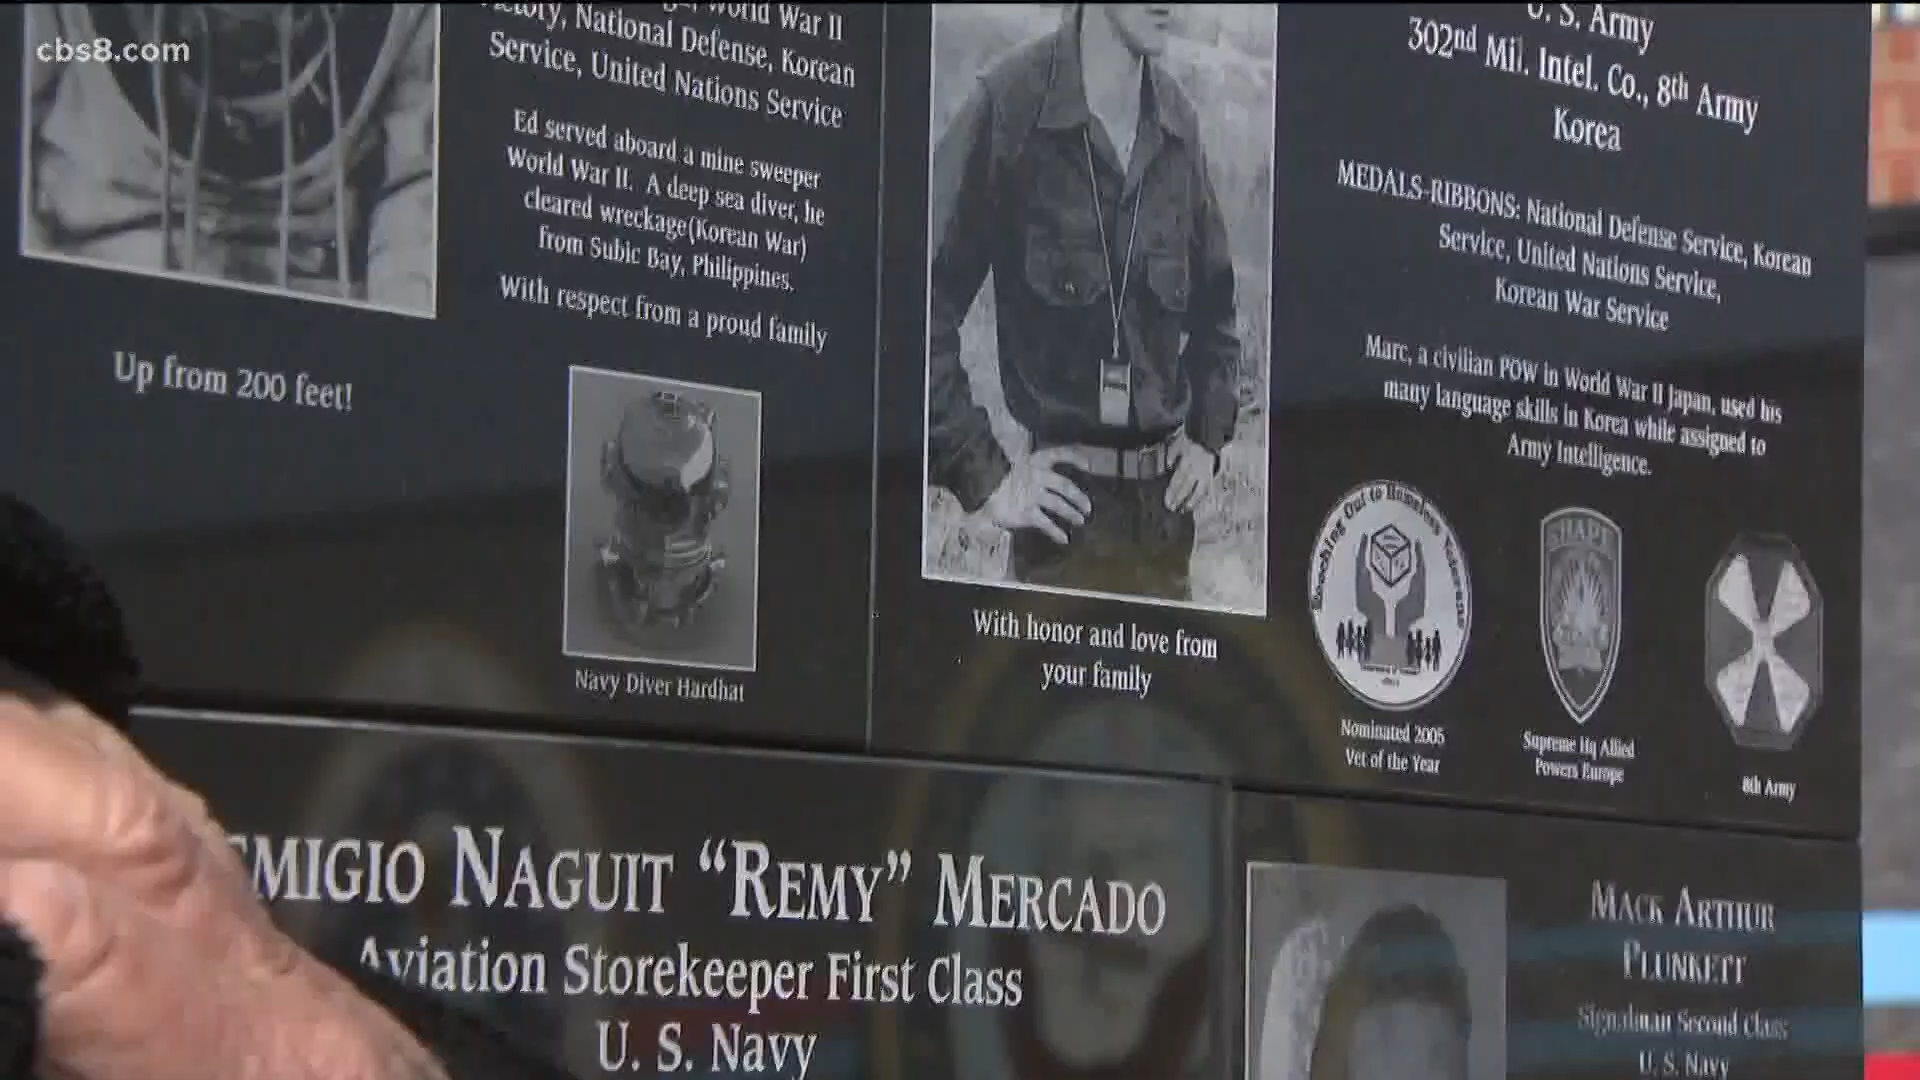 cbs8.com
World War II
National Defense, Korean
Service, United Nations Service
Ed served aboard a mine sweeper
World War II. A deep sea diver, he
cleared wreckage(Korean War)
from Subic Bay, Philippines.
With respect from a proud family
Up from 200 feet!
Navy Diver Hardhat
U. S. Army
302nd Mil. Intel. Co., 8th Army
Korea
MEDALS-RIBBONS: National Defense Service, Korean
Service, United Nations Service,
Korean War Service
Marc, a civilian POW in World War II Japan, used his
many language skills in Korea while assigned to
Army Intelligence.
With honor and love from
your family
Reaching Out to Homeless Veterans
Nominated 2005
Vet of the Year
SHAPE
Supreme Hq Allied
Powers Europe
8th Army
EMIGIO NAGUIT “REMY” MERCADO
Aviation Storekeeper First Class
U. S. Navy
MACK ARTHUR
PLUNKETT
Signalman Second Class
U. S. Navy